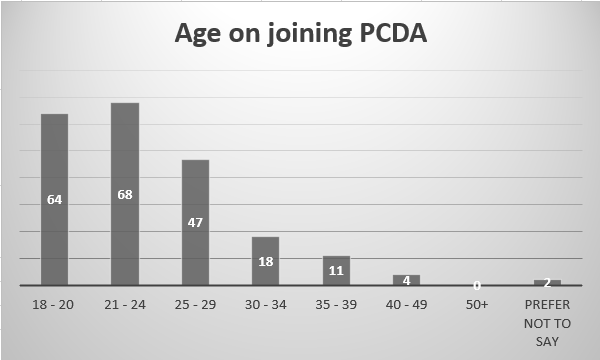 Age on joining PCDA
64
68
47
18
11
4
0
2
18 - 20
21 - 24
25 - 29
30 - 34
35 - 39
40 - 49
50+
PREFER
NOT TO
SAY